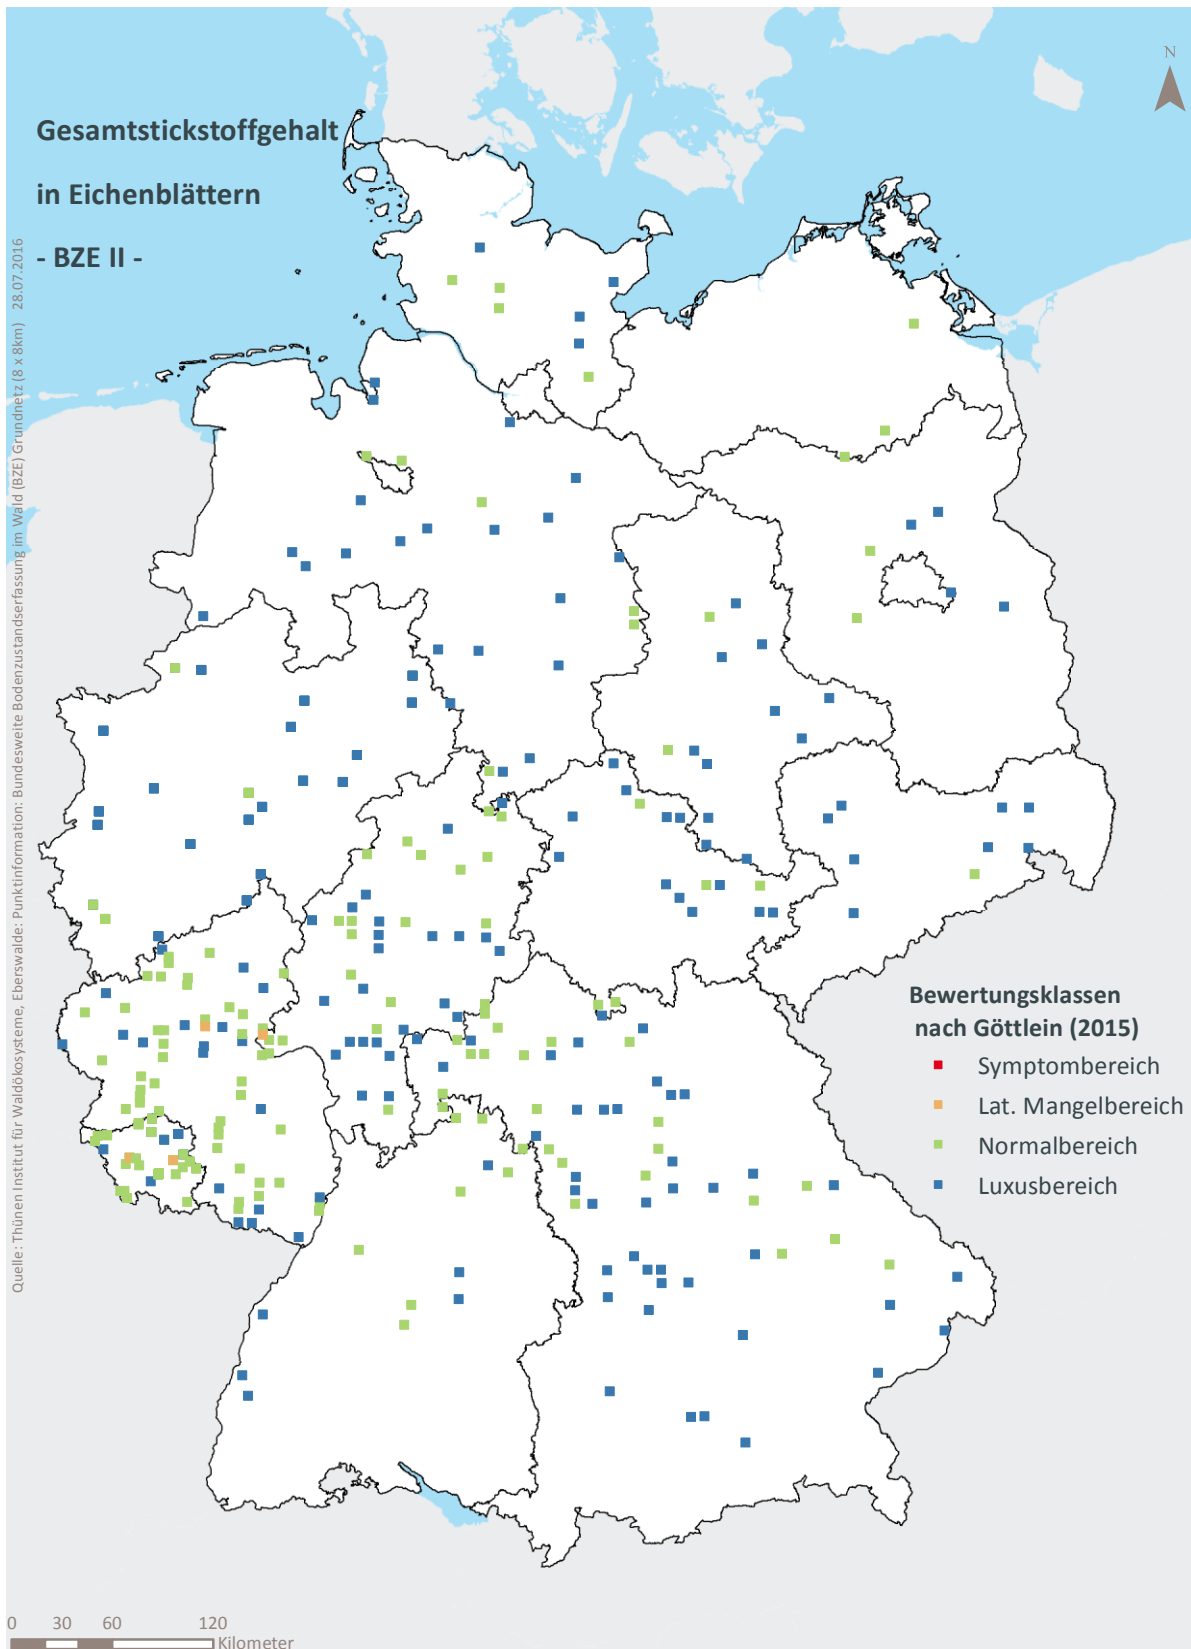 N
Gesamtstickstoffgehalt
in Eichenblättern
- BZE II -
Quelle: Thünen Institut für Waldökosysteme, Eberswalde: Punktinformation: Bundesweite Bodenzustandserfassung im Wald (BZE) Grundnetz (8 x 8km) 28.07.2016
Bewertungsklassen
nach Göttlein (2015)
Symptombereich
Lat. Mangelbereich
Normalbereich
Luxusbereich
0 30 60 120
Kilometer